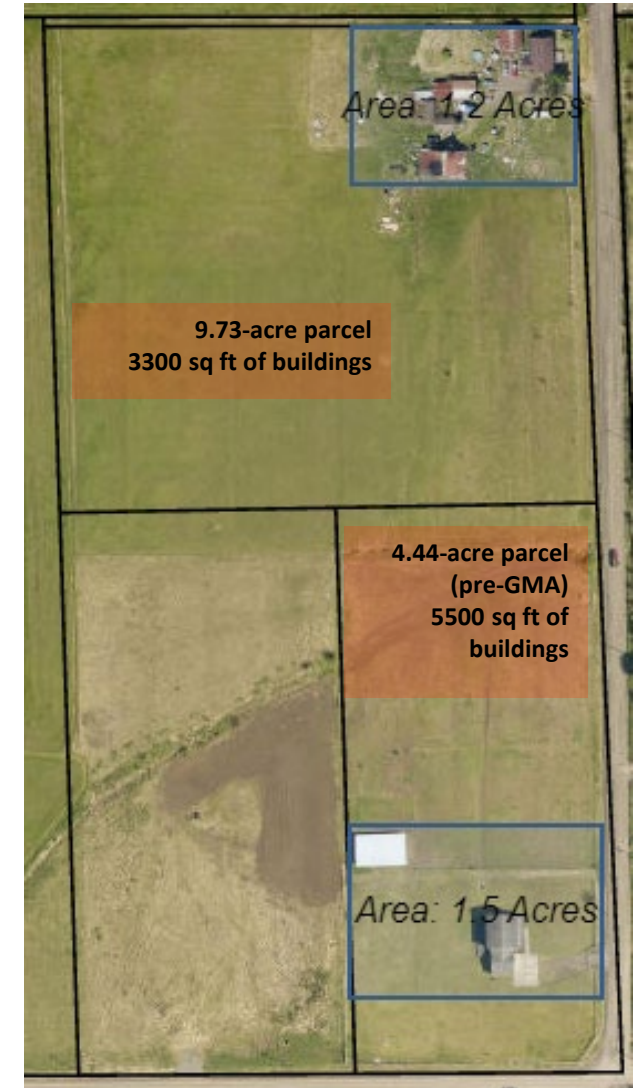 Area: 1.2 Acres
9.73-acre parcel
3300 sq ft of buildings
4.44-acre parcel
(pre-GMA)
5500 sq ft of
buildings
Area: 1.5 Acres